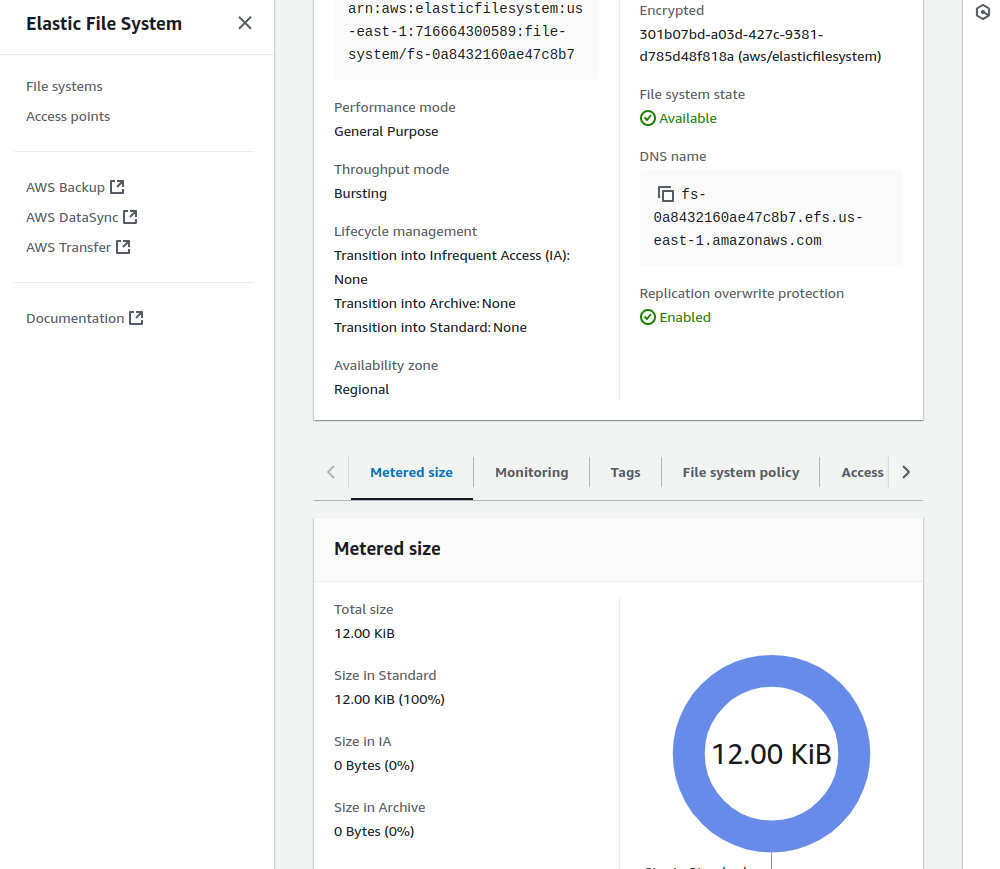 Elastic File System
File systems
Access points
AWS Backup
AWS DataSync
AWS Transfer
Documentation
arn:aws:elasticfilesystem:us
-east-1:716664300589:file-
system/fs-0a8432160ae47c8b7
Performance mode
General Purpose
Throughput mode
Bursting
Lifecycle management
Transition into Infrequent Access (IA):
None
Transition into Archive: None
Transition into Standard: None
Availability zone
Regional
Encrypted
301b07bd-a03d-427c-9381-
d785d48f818a (aws/elasticfilesystem)
File system state
Available
DNS name
fs-
0a8432160ae47c8b7.efs.us-
east-1.amazonaws.com
Replication overwrite protection
Enabled
Metered size
Monitoring
Tags
File system policy
Access
Metered size
Total size
12.00 KiB
Size in Standard
12.00 KiB (100%)
Size in IA
0 Bytes (0%)
Size in Archive
0 Bytes (0%)
12.00 KiB